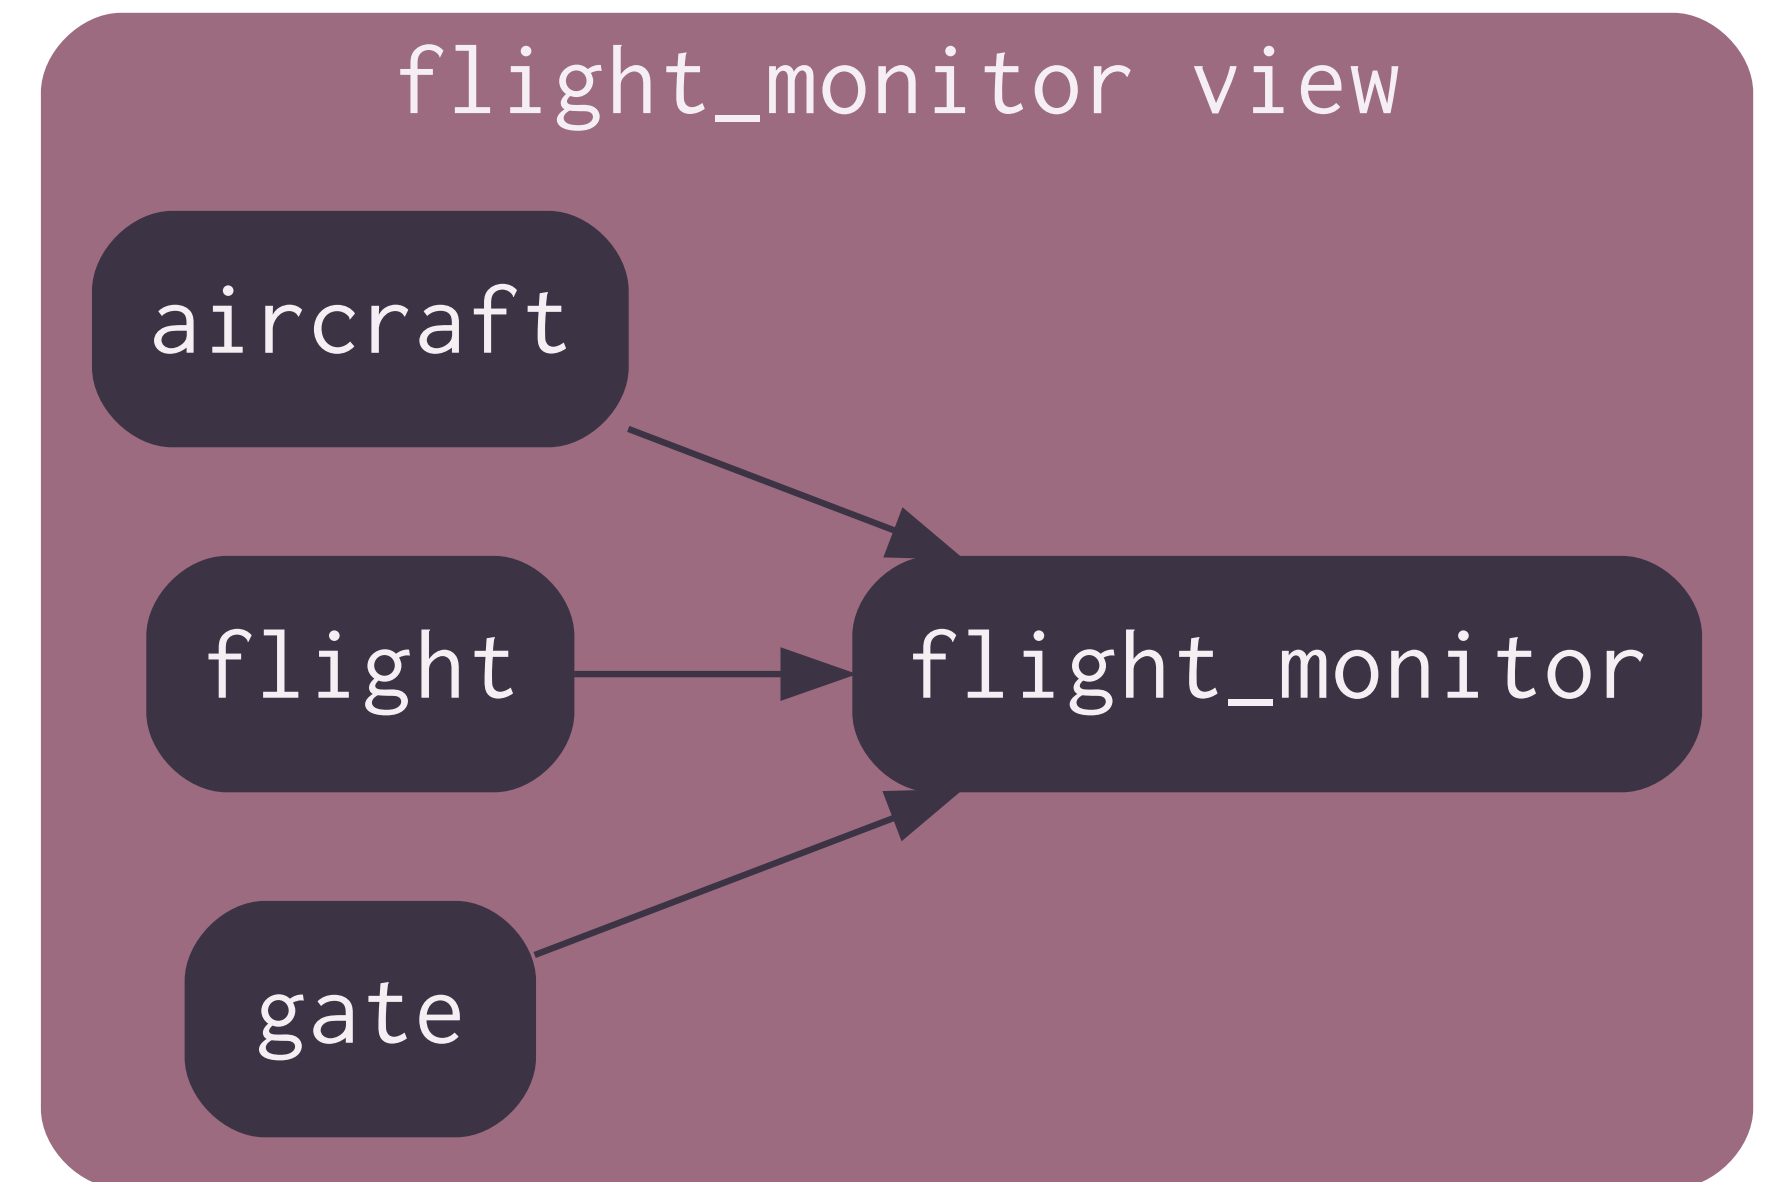 flight_monitor view
aircraft
flight
flight_monitor
gate